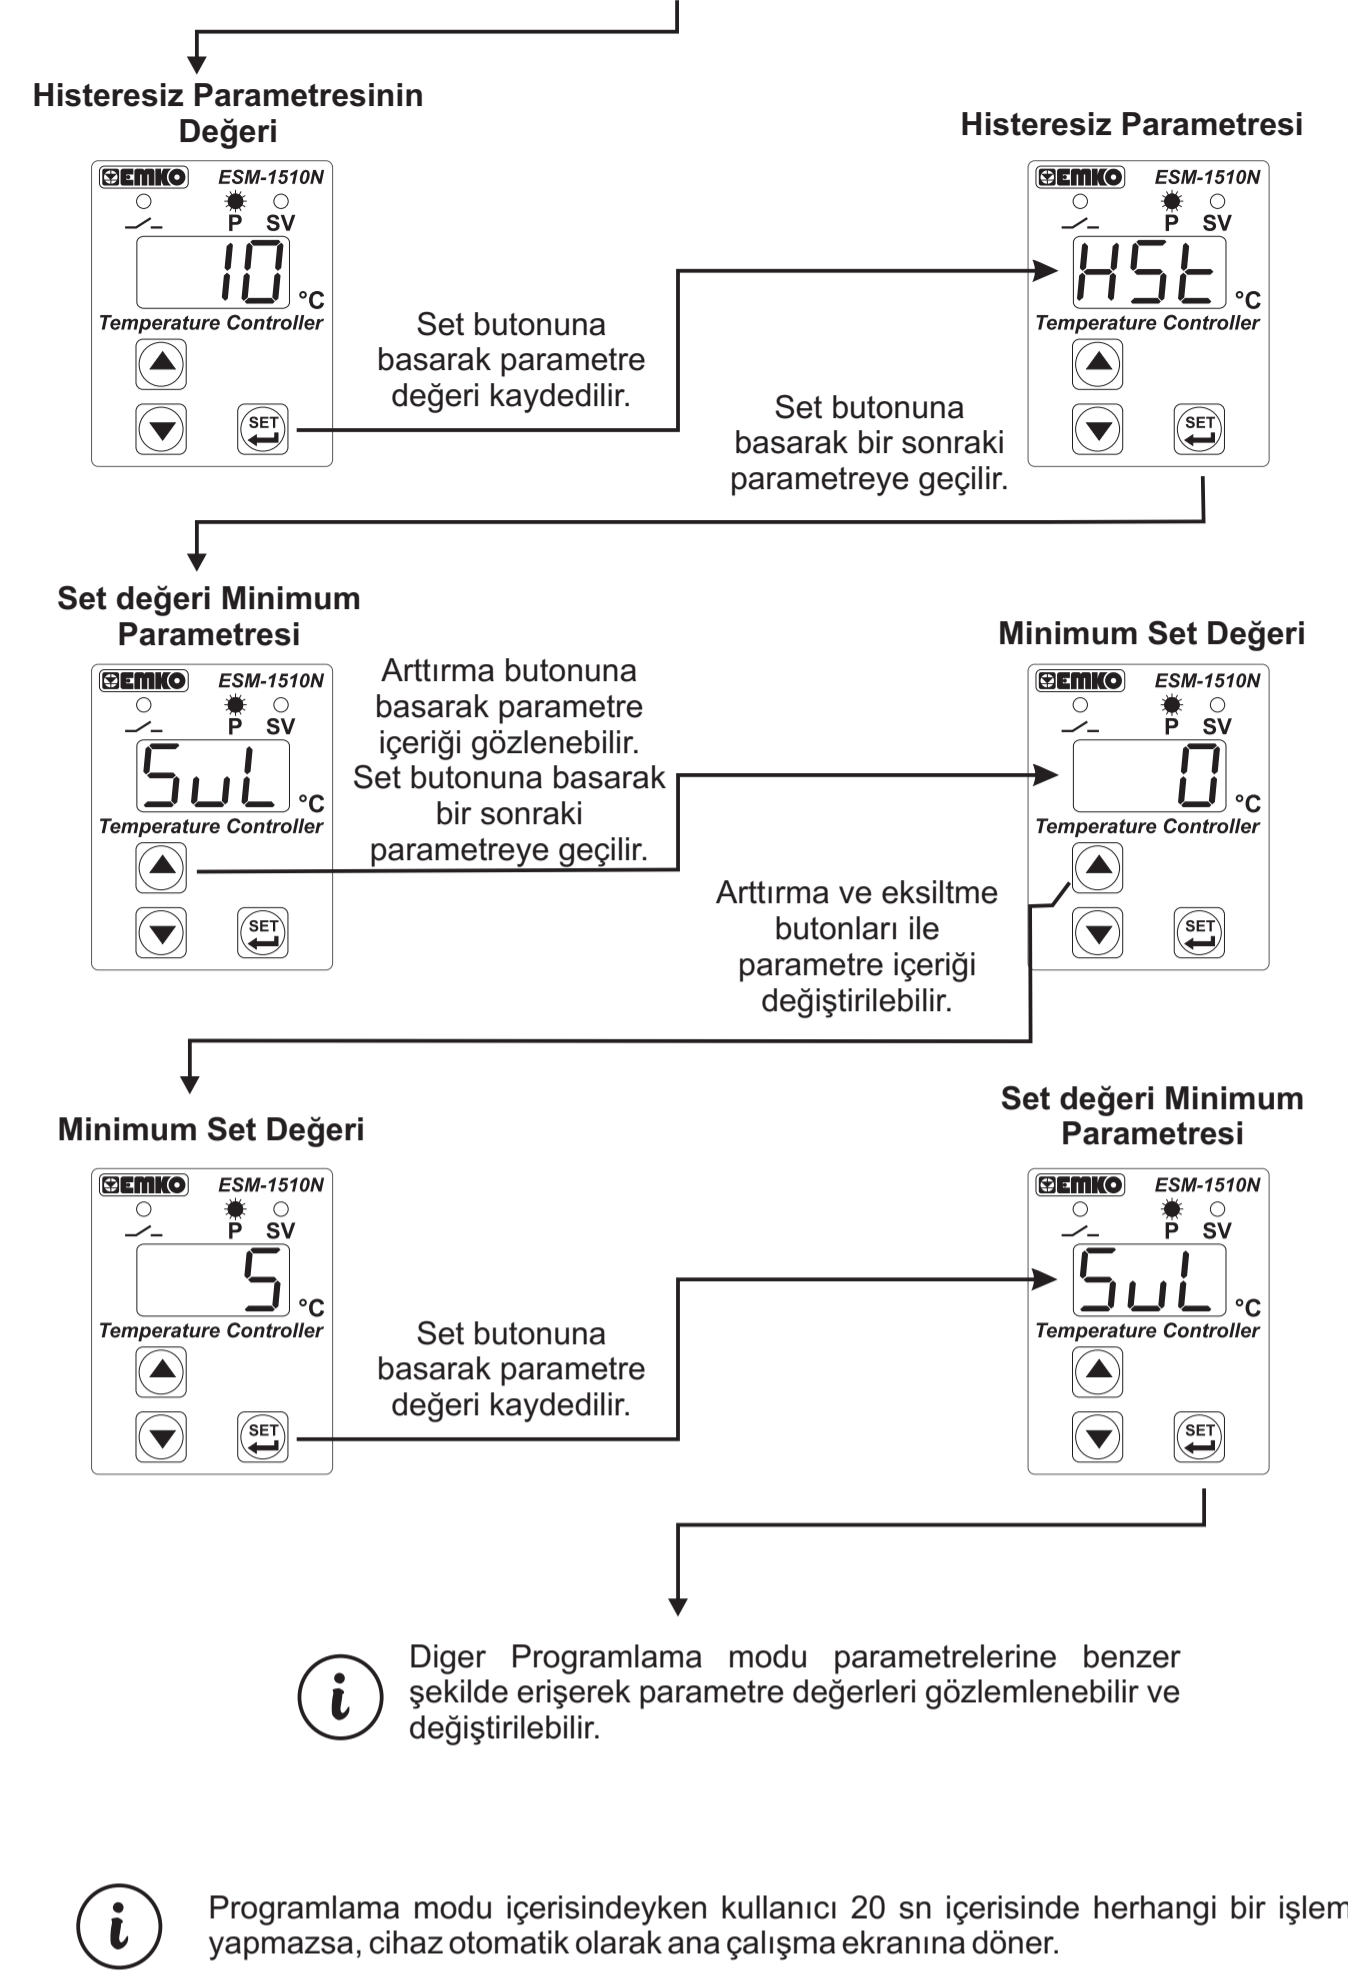 Histeresiz Parametresinin
Değeri
EMKO ESM-1510N
P SV
10 °C
Temperature Controller
SET
Set butonuna
basarak parametre
değeri kaydedilir.
Histeresiz Parametresi
EMKO ESM-1510N
P SV
HSt °C
Temperature Controller
SET
Set butonuna
basarak bir sonraki
parametreye geçilir.
Set değeri Minimum
Parametresi
EMKO ESM-1510N
P SV
SuL °C
Temperature Controller
SET
Arttırma butonuna
basarak parametre
içeriği gözlenebilir.
Set butonuna basarak
bir sonraki
parametreye geçilir.
Minimum Set Değeri
EMKO ESM-1510N
P SV
0 °C
Temperature Controller
SET
Arttırma ve eksiltme
butonları ile
parametre içeriği
değiştirilebilir.
Minimum Set Değeri
EMKO ESM-1510N
P SV
5 °C
Temperature Controller
SET
Set butonuna
basarak parametre
değeri kaydedilir.
Set değeri Minimum
Parametresi
EMKO ESM-1510N
P SV
SuL °C
Temperature Controller
SET
i
Diger Programlama modu parametrelerine benzer
şekilde erişerek parametre değerleri gözlemlenebilir ve
değiştirilebilir.
i
Programlama modu içerisindeyken kullanıcı 20 sn içerisinde herhangi bir işlem
yapmazsa, cihaz otomatik olarak ana çalışma ekranına döner.